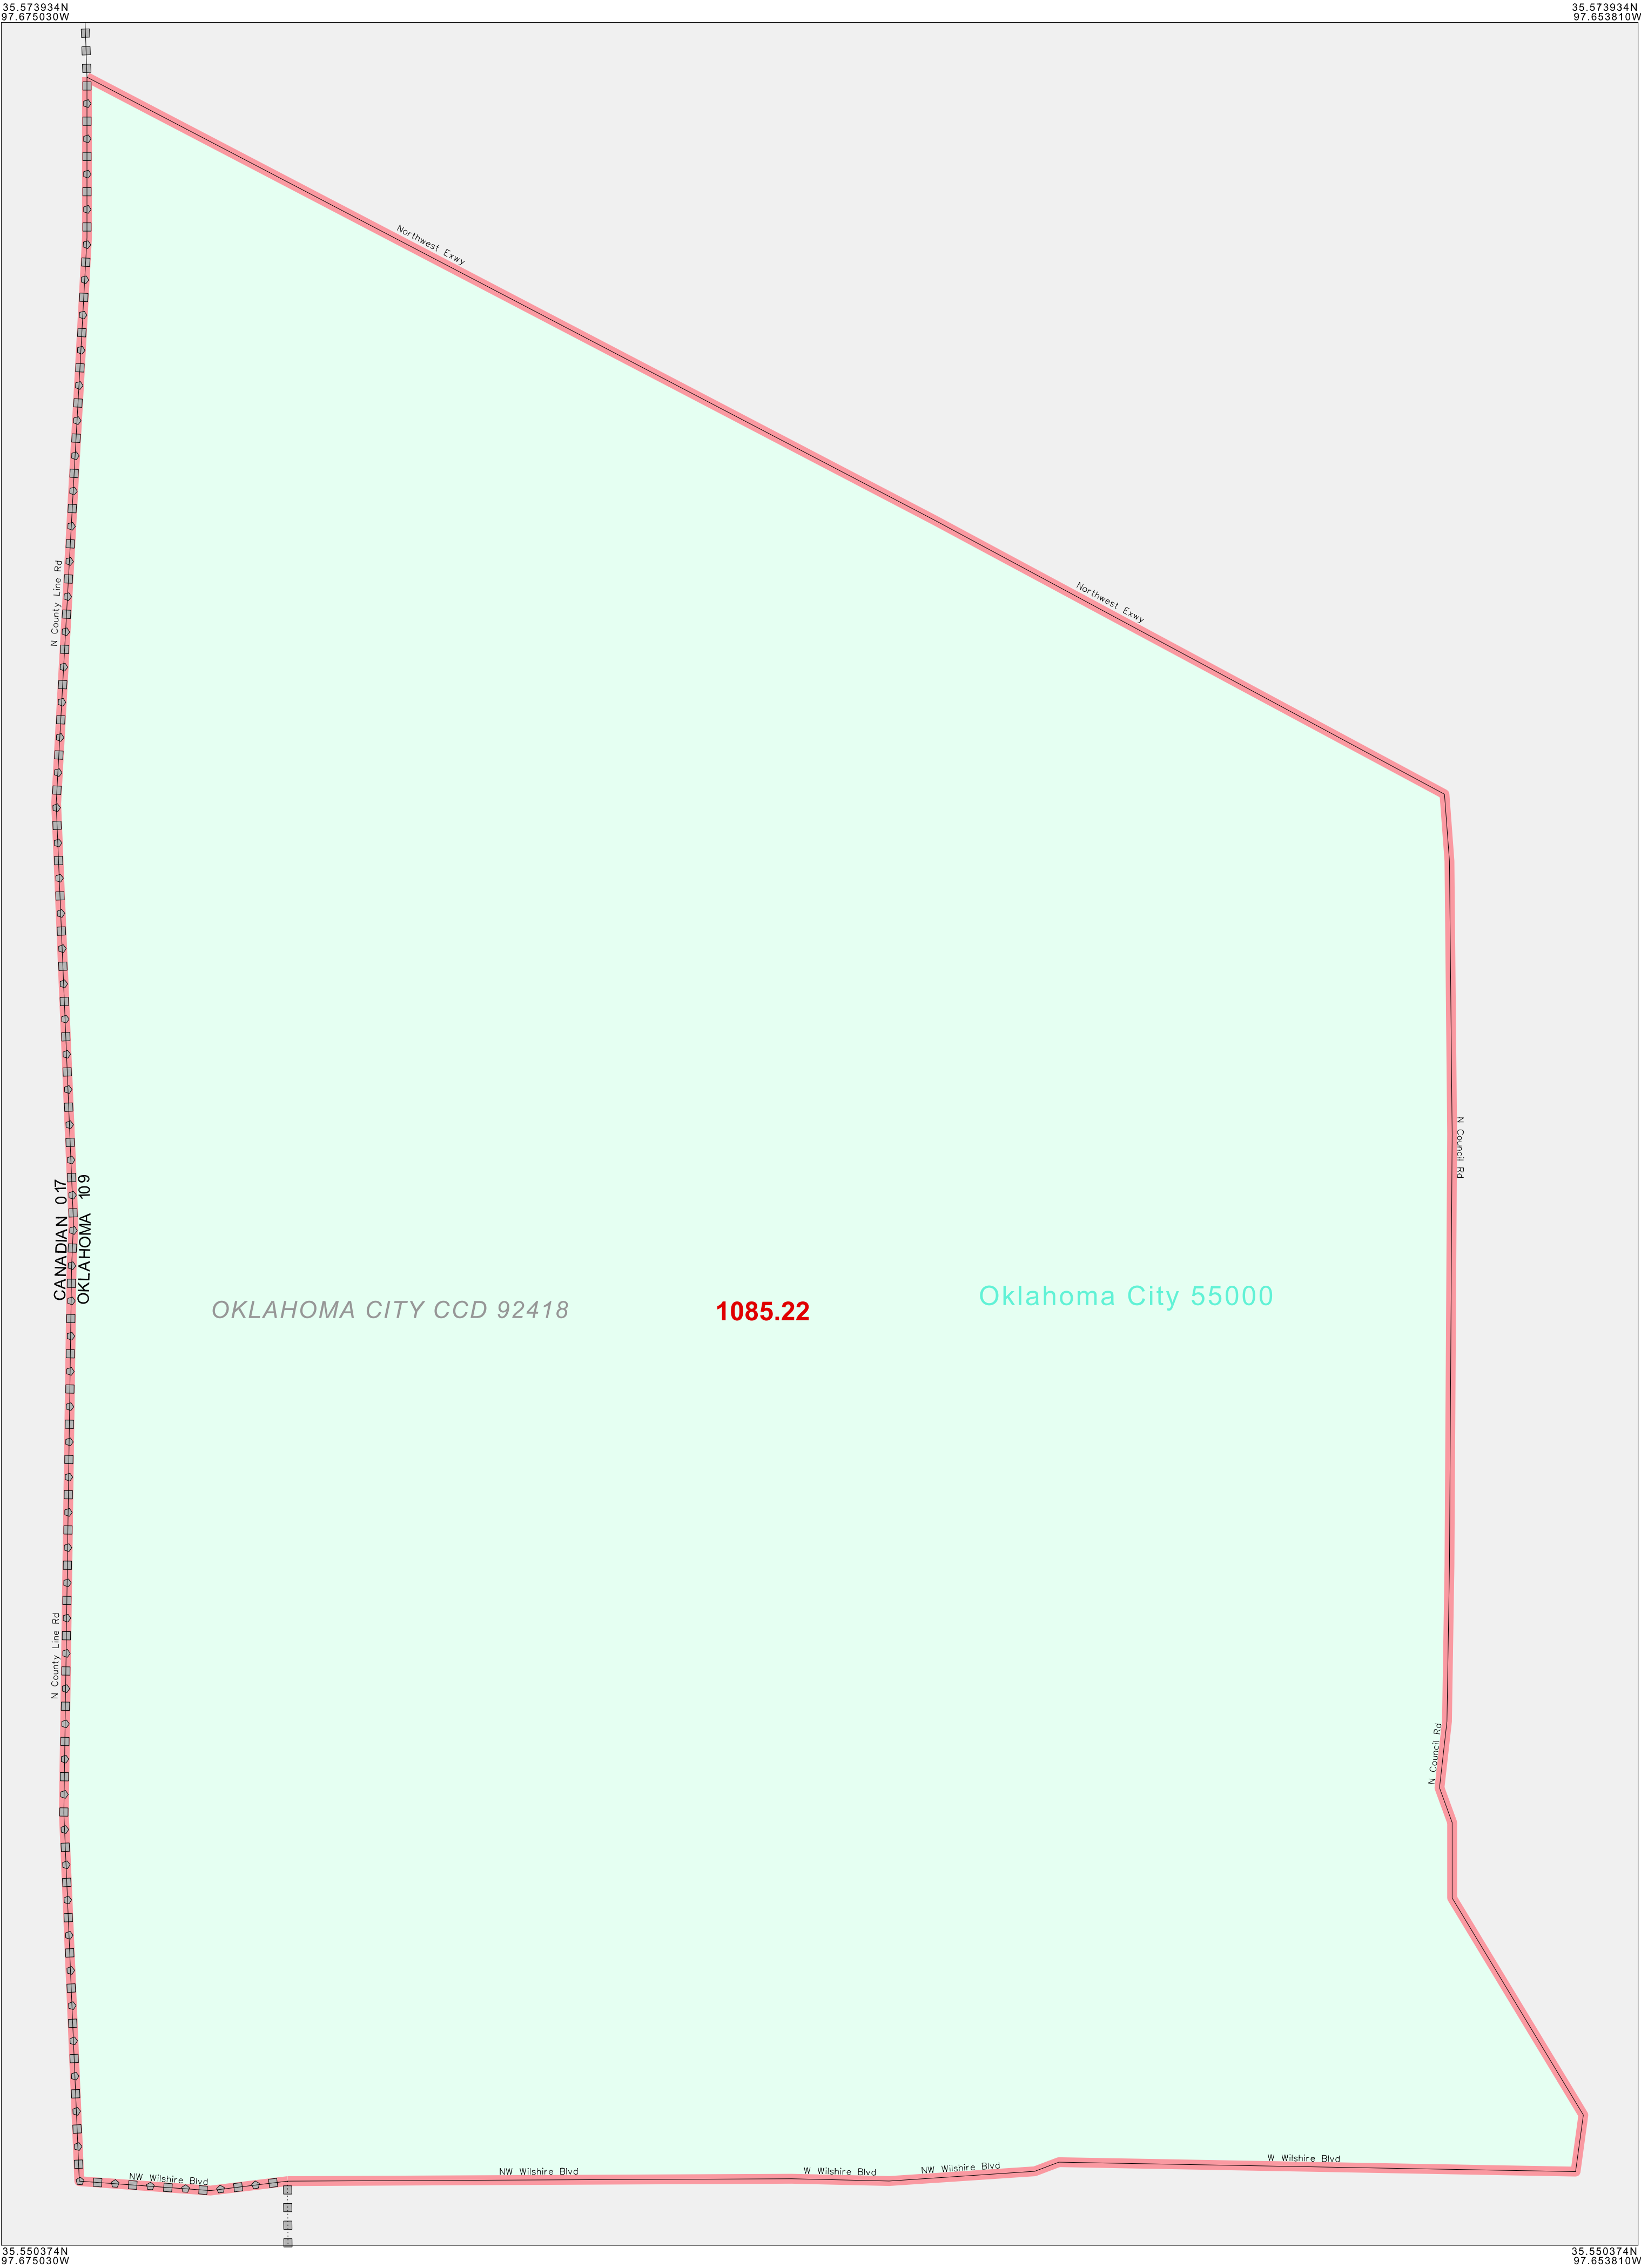 35.573934N
97.675030W
35.573934N
97.653810W
Northwest Exwy
Northwest Exwy
N County Line Rd
N Council Rd
CANADIAN 017
OKLAHOMA 109
OKLAHOMA CITY CCD 92418
1085.22
Oklahoma City 55000
N County Line Rd
N Council Rd
NW Wilshire Blvd
NW Wilshire Blvd
W Wilshire Blvd
NW Wilshire Blvd
W Wilshire Blvd
35.550374N
97.675030W
35.550374N
97.653810W